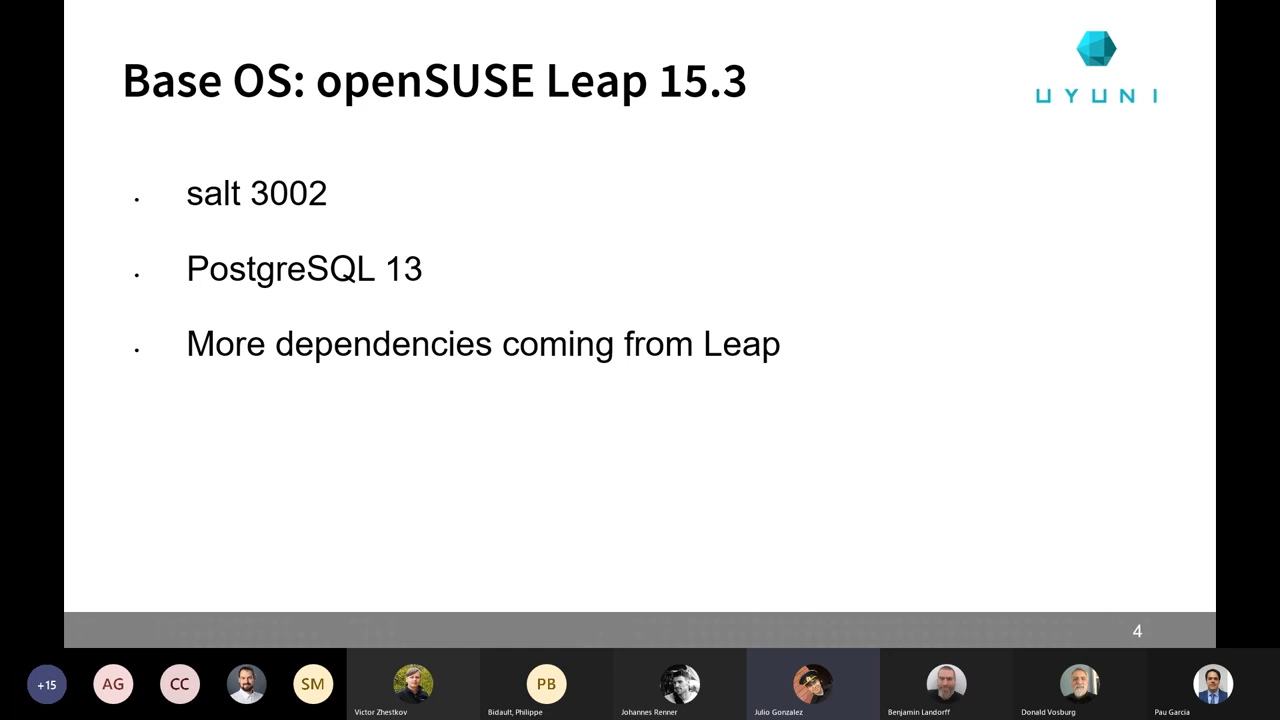 Base OS: openSUSE Leap 15.3
UYUNI
salt 3002
PostgreSQL 13
More dependencies coming from Leap
4
+15
AG
CC
SM
Victor Zhestkov
PB
Bidault, Philippe
Johannes Renner
Julio Gonzalez
Benjamin Landorff
Donald Vosburg
Pau Garcia